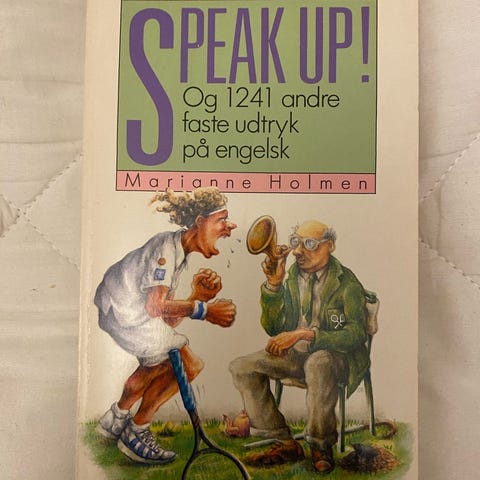 SPEAK UP!
Og 1241 andre
faste udtryk
på engelsk
Marianne Holmen